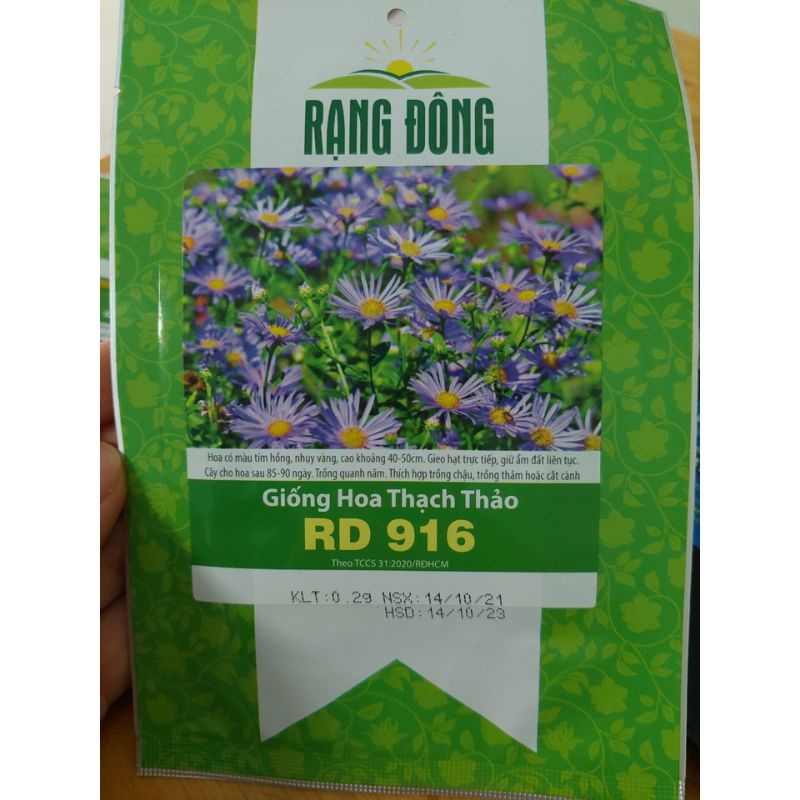 RẠNG ĐÔNG
Hoa có màu tím hồng, nhụy vàng, cao khoảng 40-50cm. Gieo hạt trực tiếp, giữ ẩm đất liên tục.
Cây cho hoa sau 85-90 ngày. Trồng quanh năm. Thích hợp trồng chậu, trồng thảm hoặc cắt cành
Giống Hoa Thạch Thảo
RD 916
Theo TCCS 31:2020/RĐHCM
KLT:0.2g NSX:14/10/21
HSD:14/10/23